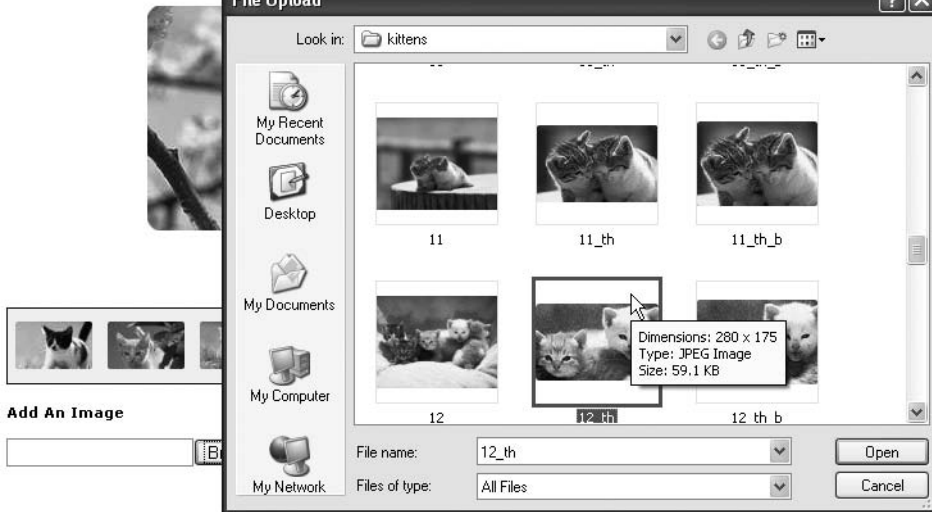 File Upload
Look in: kittens
My Recent
Documents
Desktop
My Documents
My Computer
My Network
11
11_th
11_th_b
12
12_th
12_th_b
Dimensions: 280 x 175
Type: JPEG Image
Size: 59.1 KB
File name: 12_th
Open
Files of type: All Files
Cancel
Add An Image